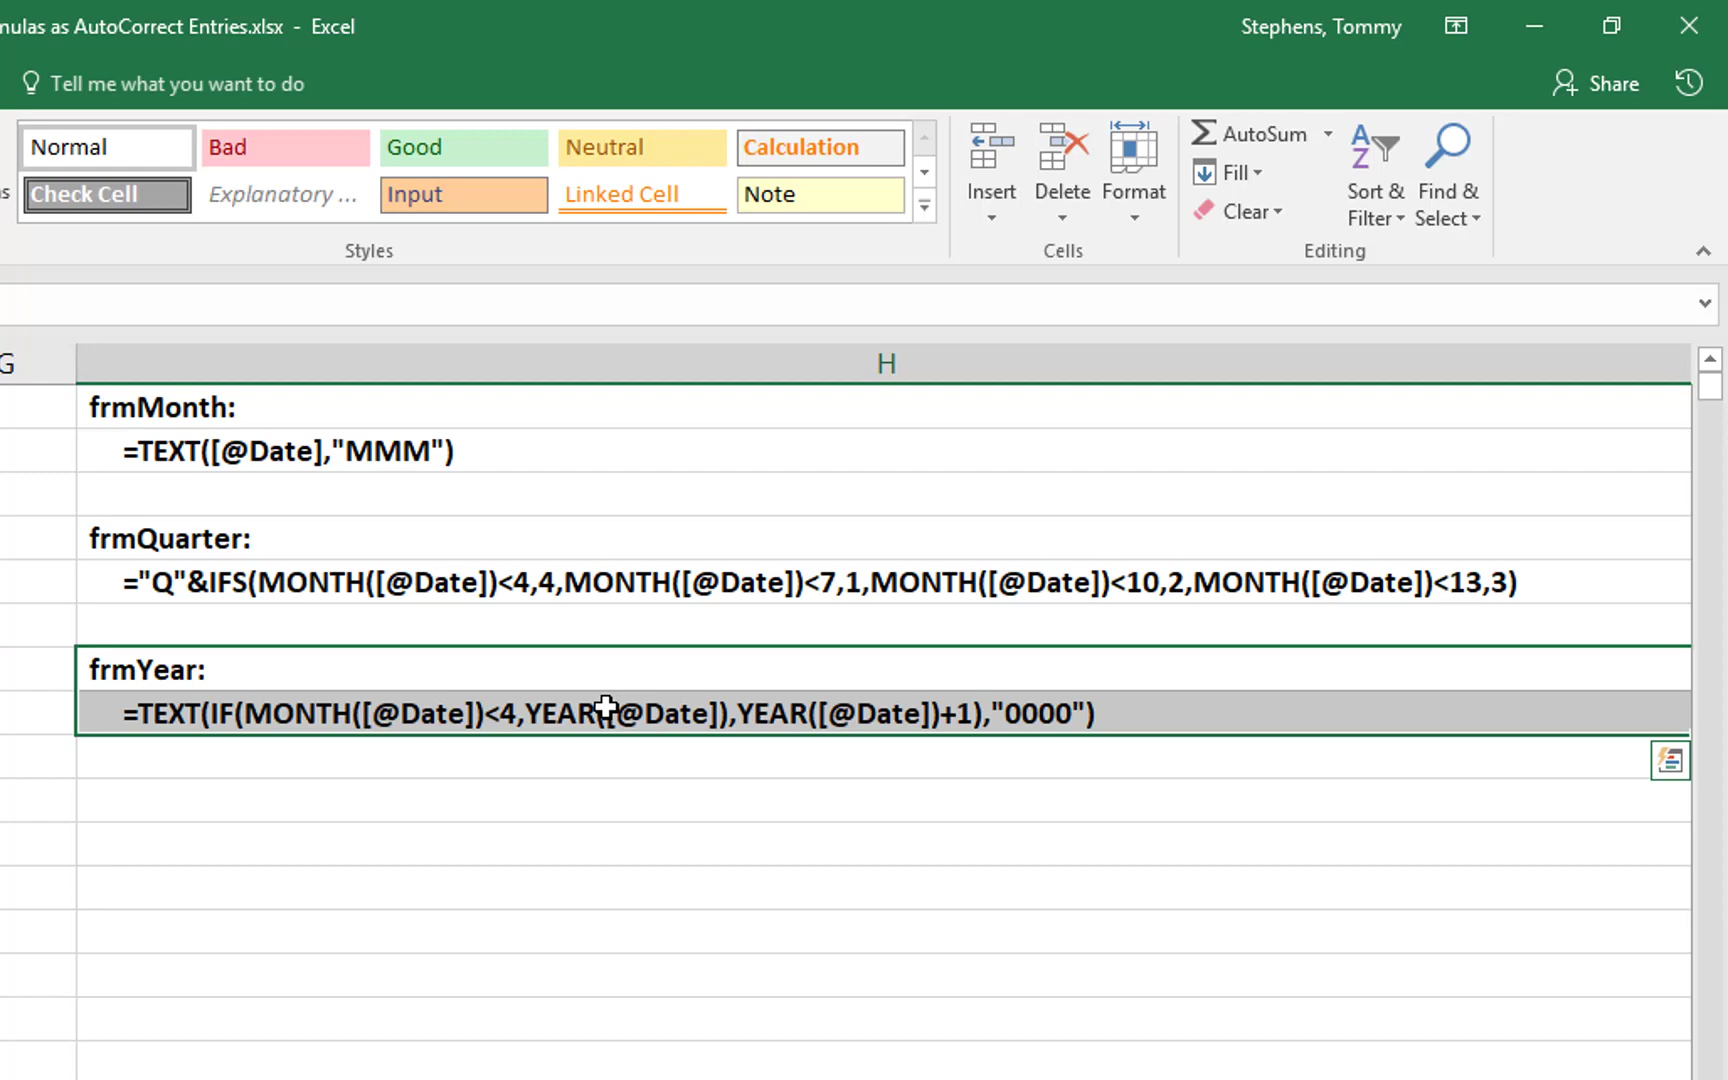 nulas as AutoCorrect Entries.xlsx - Excel
Stephens, Tommy
Tell me what you want to do
Share
Normal Bad Good Neutral Calculation
Check Cell Explanatory ... Input Linked Cell Note
Styles
Insert Delete Format
Cells
AutoSum
Fill
Clear
Sort & Filter
Find & Select
Editing
G H
frmMonth:
=TEXT([@Date],"MMM")
frmQuarter:
="Q"&IFS(MONTH([@Date])<4,4,MONTH([@Date])<7,1,MONTH([@Date])<10,2,MONTH([@Date])<13,3)
frmYear:
=TEXT(IF(MONTH([@Date])<4,YEAR([@Date]),YEAR([@Date])+1),"0000")